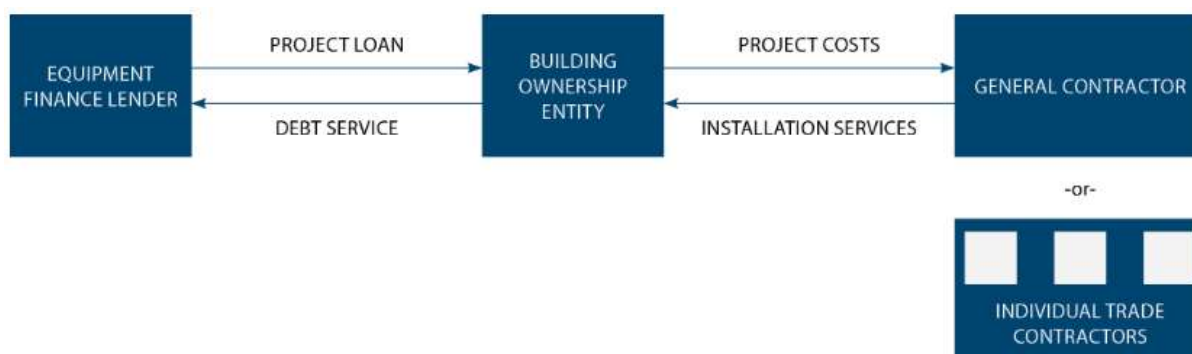 EQUIPMENT
FINANCE LENDER
PROJECT LOAN
DEBT SERVICE
BUILDING
OWNERSHIP
ENTITY
PROJECT COSTS
INSTALLATION SERVICES
GENERAL CONTRACTOR
-or-
INDIVIDUAL TRADE
CONTRACTORS